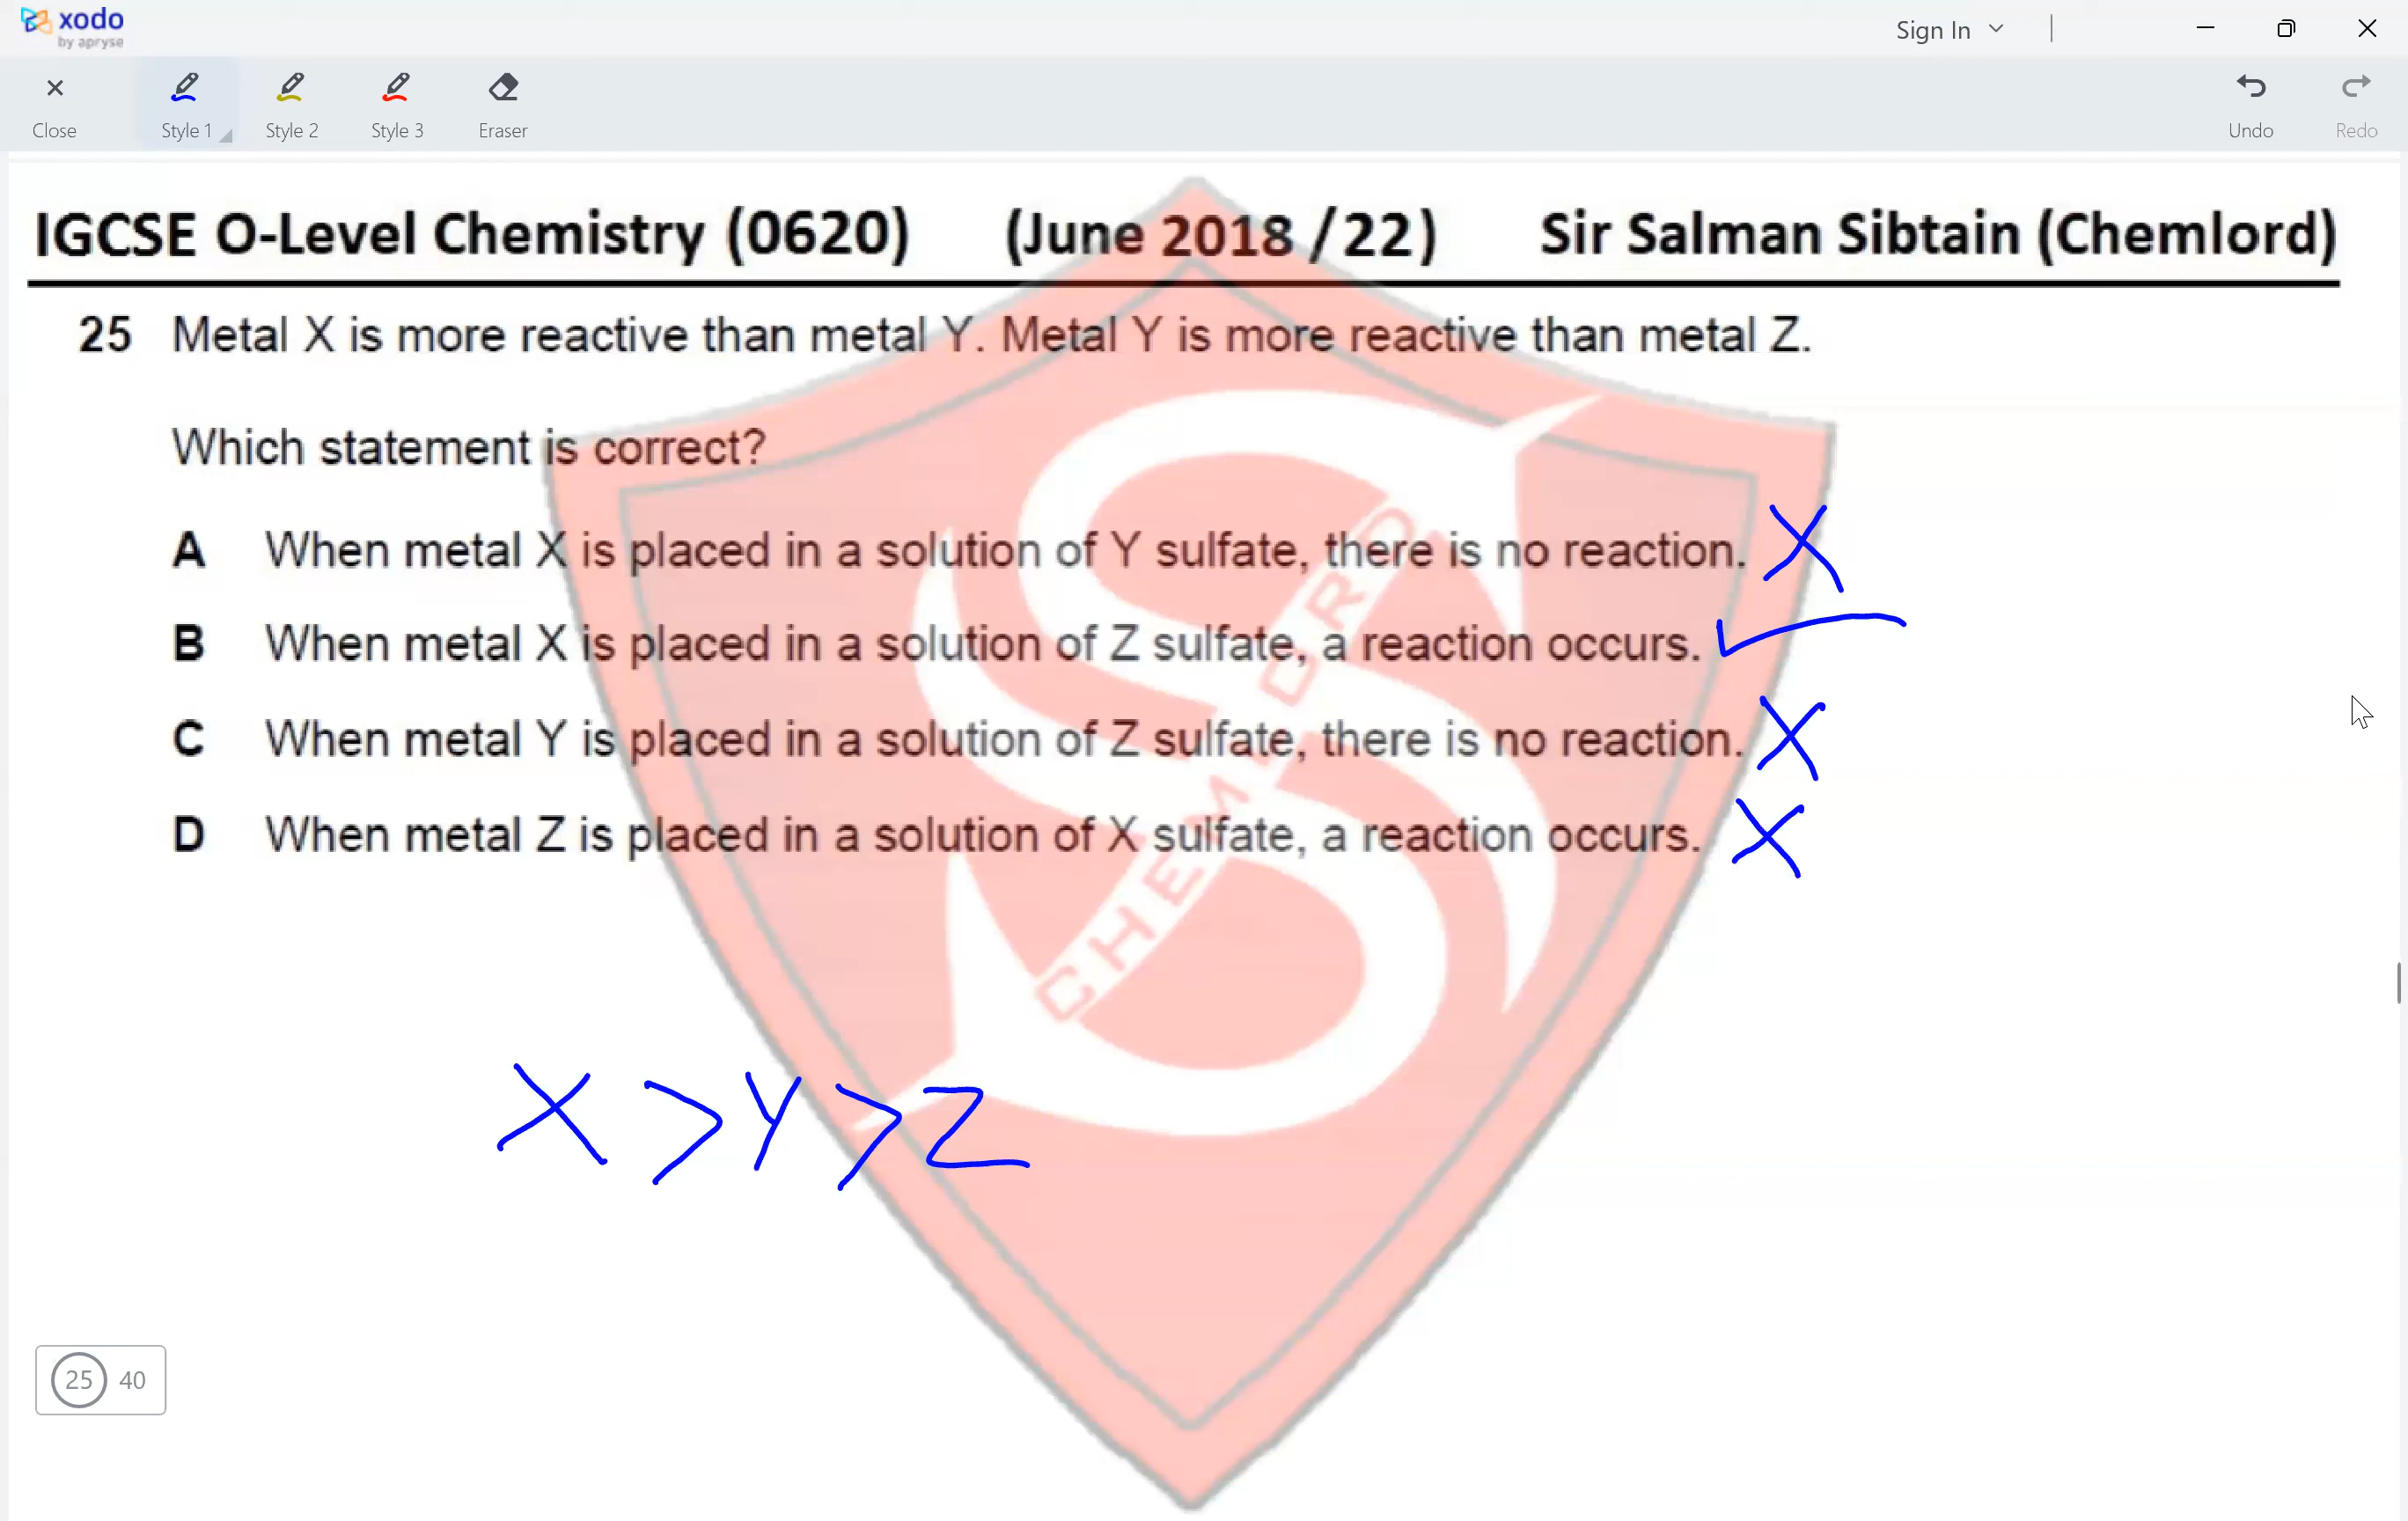 xodo
by apryse
Sign In
Close
Style 1
Style 2
Style 3
Eraser
Undo
Redo
IGCSE O-Level Chemistry (0620) (June 2018 /22) Sir Salman Sibtain (Chemlord)
25 Metal X is more reactive than metal Y. Metal Y is more reactive than metal Z.
Which statement is correct?
A When metal X is placed in a solution of Y sulfate, there is no reaction. X
B When metal X is placed in a solution of Z sulfate, a reaction occurs. ✓
C When metal Y is placed in a solution of Z sulfate, there is no reaction. X
D When metal Z is placed in a solution of X sulfate, a reaction occurs. X
CHEMLORD
X > Y > Z
25 40